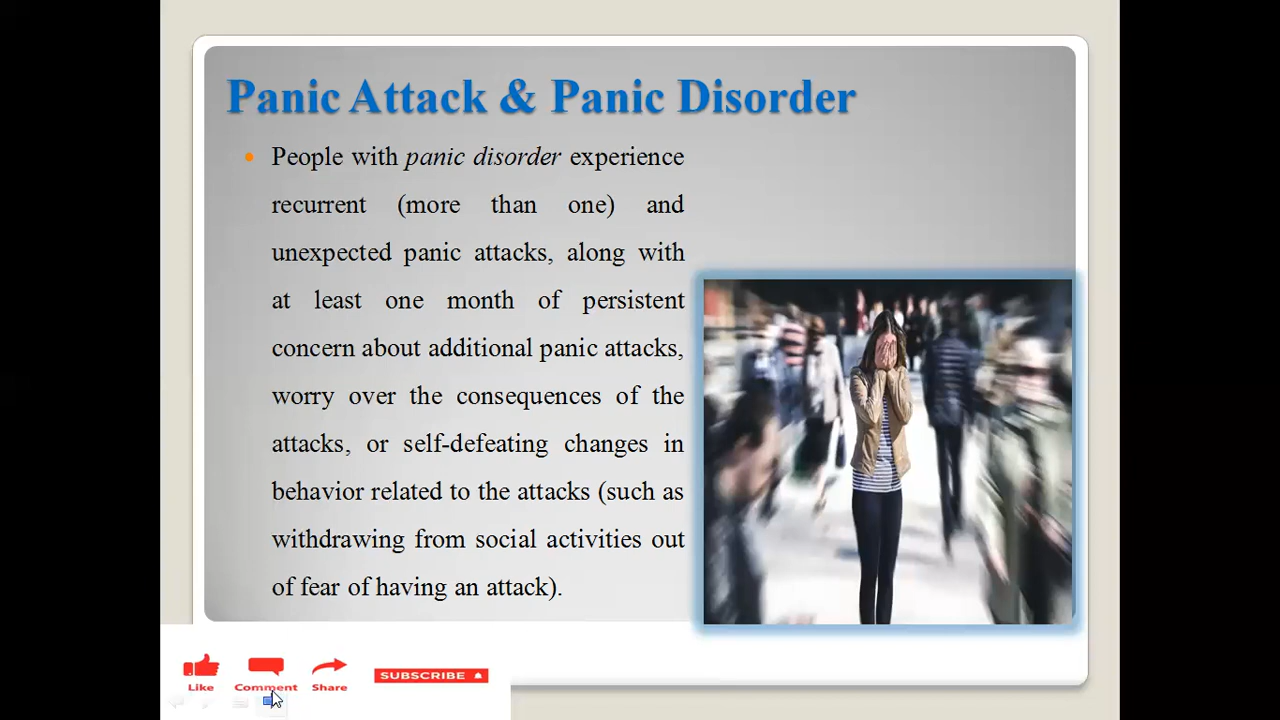 Panic Attack & Panic Disorder
People with panic disorder experience
recurrent (more than one) and
unexpected panic attacks, along with
at least one month of persistent
concern about additional panic attacks,
worry over the consequences of the
attacks, or self-defeating changes in
behavior related to the attacks (such as
withdrawing from social activities out
of fear of having an attack).
Like
Comment
Share
SUBSCRIBE